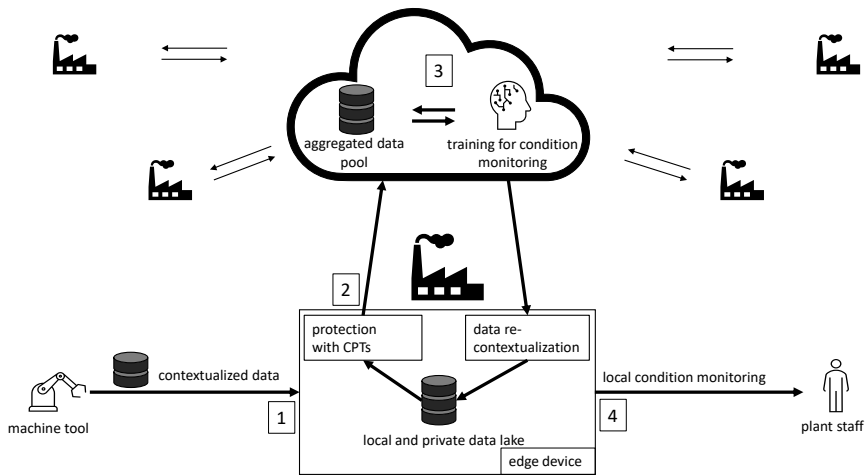 3
aggregated data
pool
training for condition
monitoring
2
protection
with CPTs
data re-
contextualization
contextualized data
local condition monitoring
1
4
machine tool
local and private data lake
plant staff
edge device